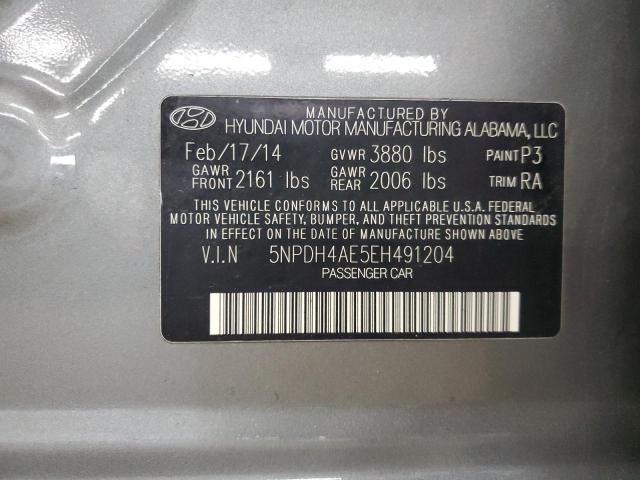 MANUFACTURED BY
HYUNDAI MOTOR MANUFACTURING ALABAMA, LLC
Feb/17/14 GVWR 3880 lbs PAINT P3
GAWR FRONT 2161 lbs GAWR REAR 2006 lbs TRIM RA
THIS VEHICLE CONFORMS TO ALL APPLICABLE U.S.A. FEDERAL
MOTOR VEHICLE SAFETY, BUMPER, AND THEFT PREVENTION STANDARDS
IN EFFECT ON THE DATE OF MANUFACTURE SHOWN ABOVE.
V.I.N 5NPDH4AE5EH491204
PASSENGER CAR